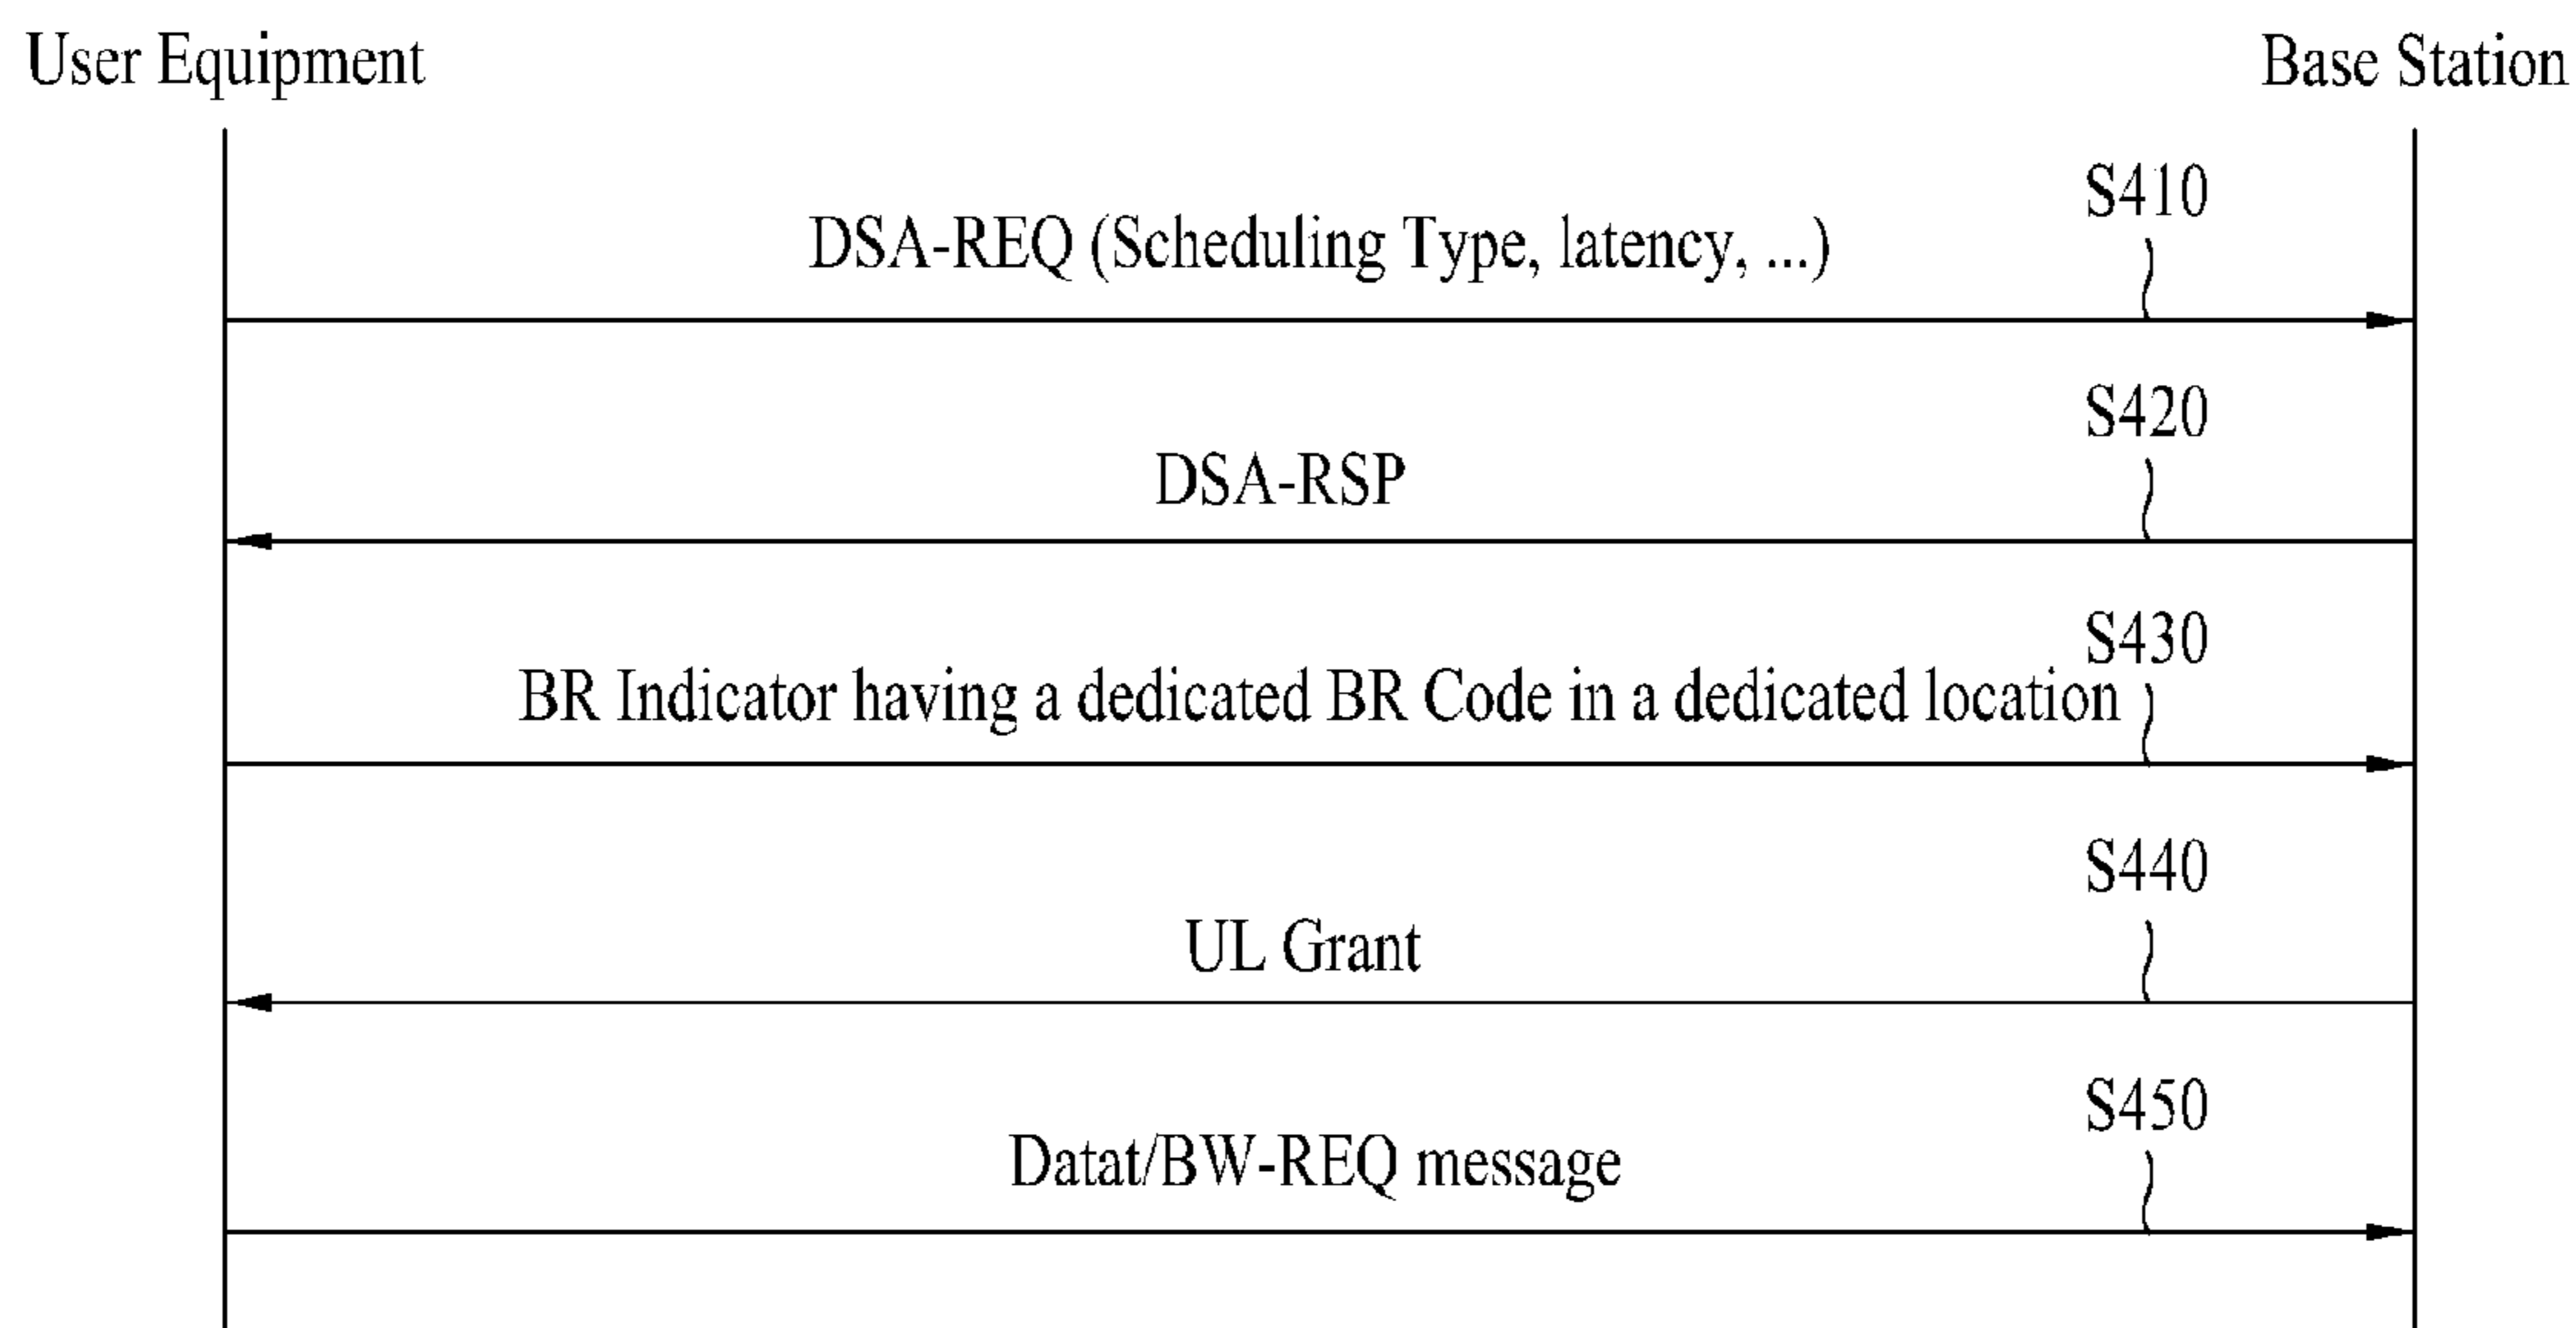 User Equipment
Base Station
S410
DSA-REQ (Scheduling Type, latency, ...)
S420
DSA-RSP
S430
BR Indicator having a dedicated BR Code in a dedicated location
S440
UL Grant
S450
Datat/BW-REQ message